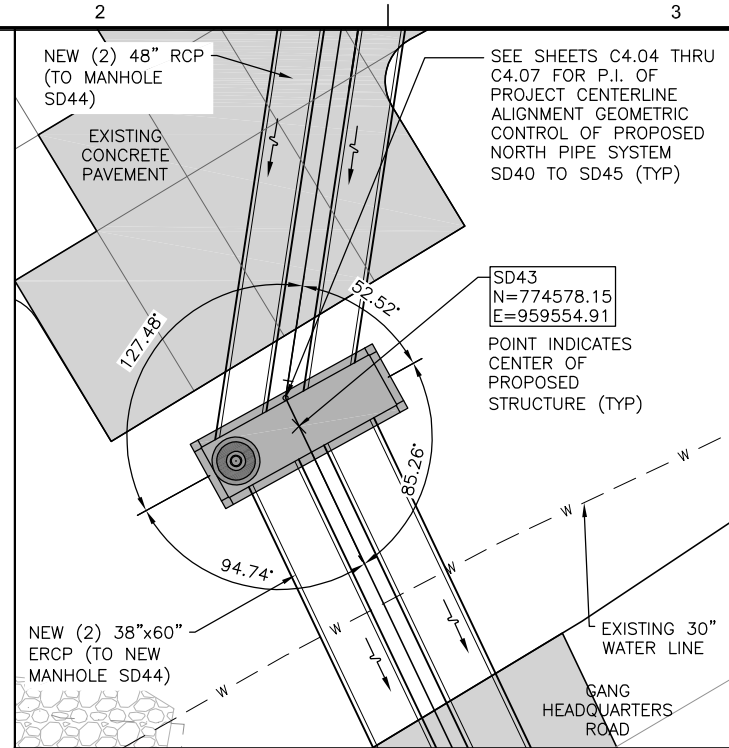 2
3
NEW (2) 48" RCP
(TO MANHOLE
SD44)
EXISTING
CONCRETE
PAVEMENT
SEE SHEETS C4.04 THRU
C4.07 FOR P.I. OF
PROJECT CENTERLINE
ALIGNMENT GEOMETRIC
CONTROL OF PROPOSED
NORTH PIPE SYSTEM
SD40 TO SD45 (TYP)
52.52°
127.48°
SD43
N=774578.15
E=959554.91
POINT INDICATES
CENTER OF
PROPOSED
STRUCTURE (TYP)
85.26°
94.74°
W
W
W
W
W
NEW (2) 38"x60"
ERCP (TO NEW
MANHOLE SD44)
EXISTING 30"
WATER LINE
GANG
HEADQUARTERS
ROAD